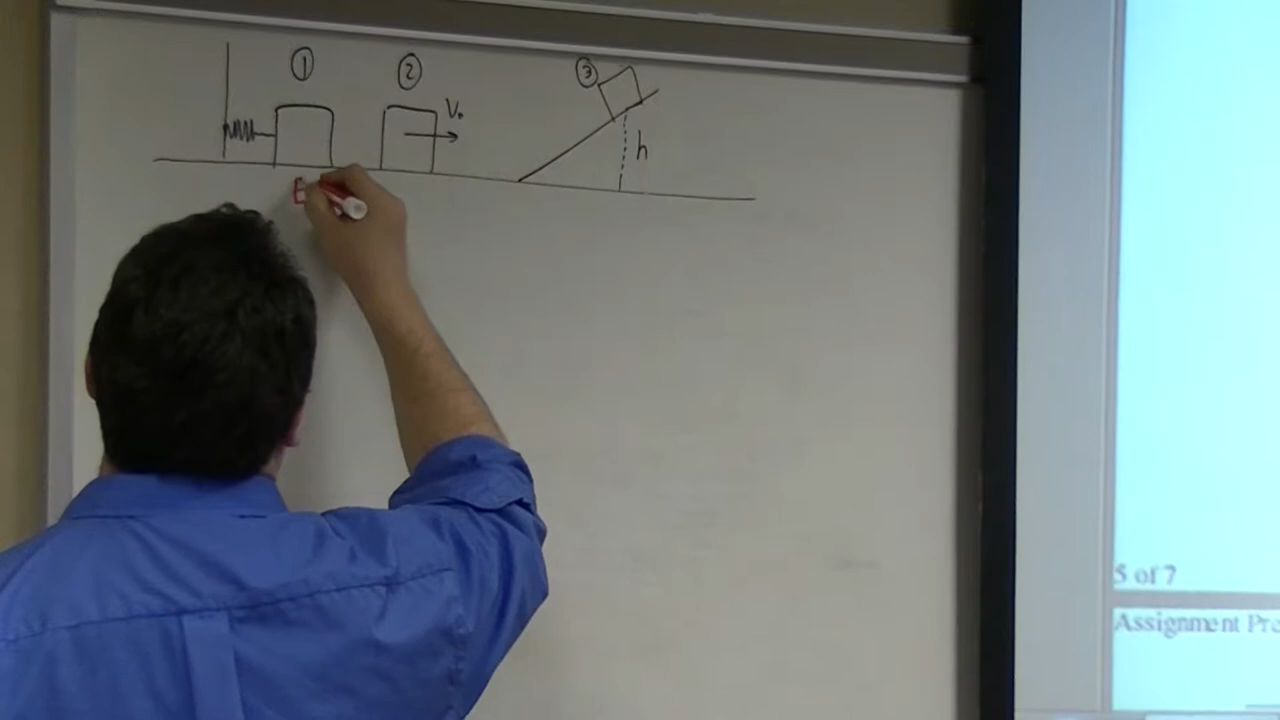 ① ② ③
V₀
h
E
5 of 7
Assignment Pr